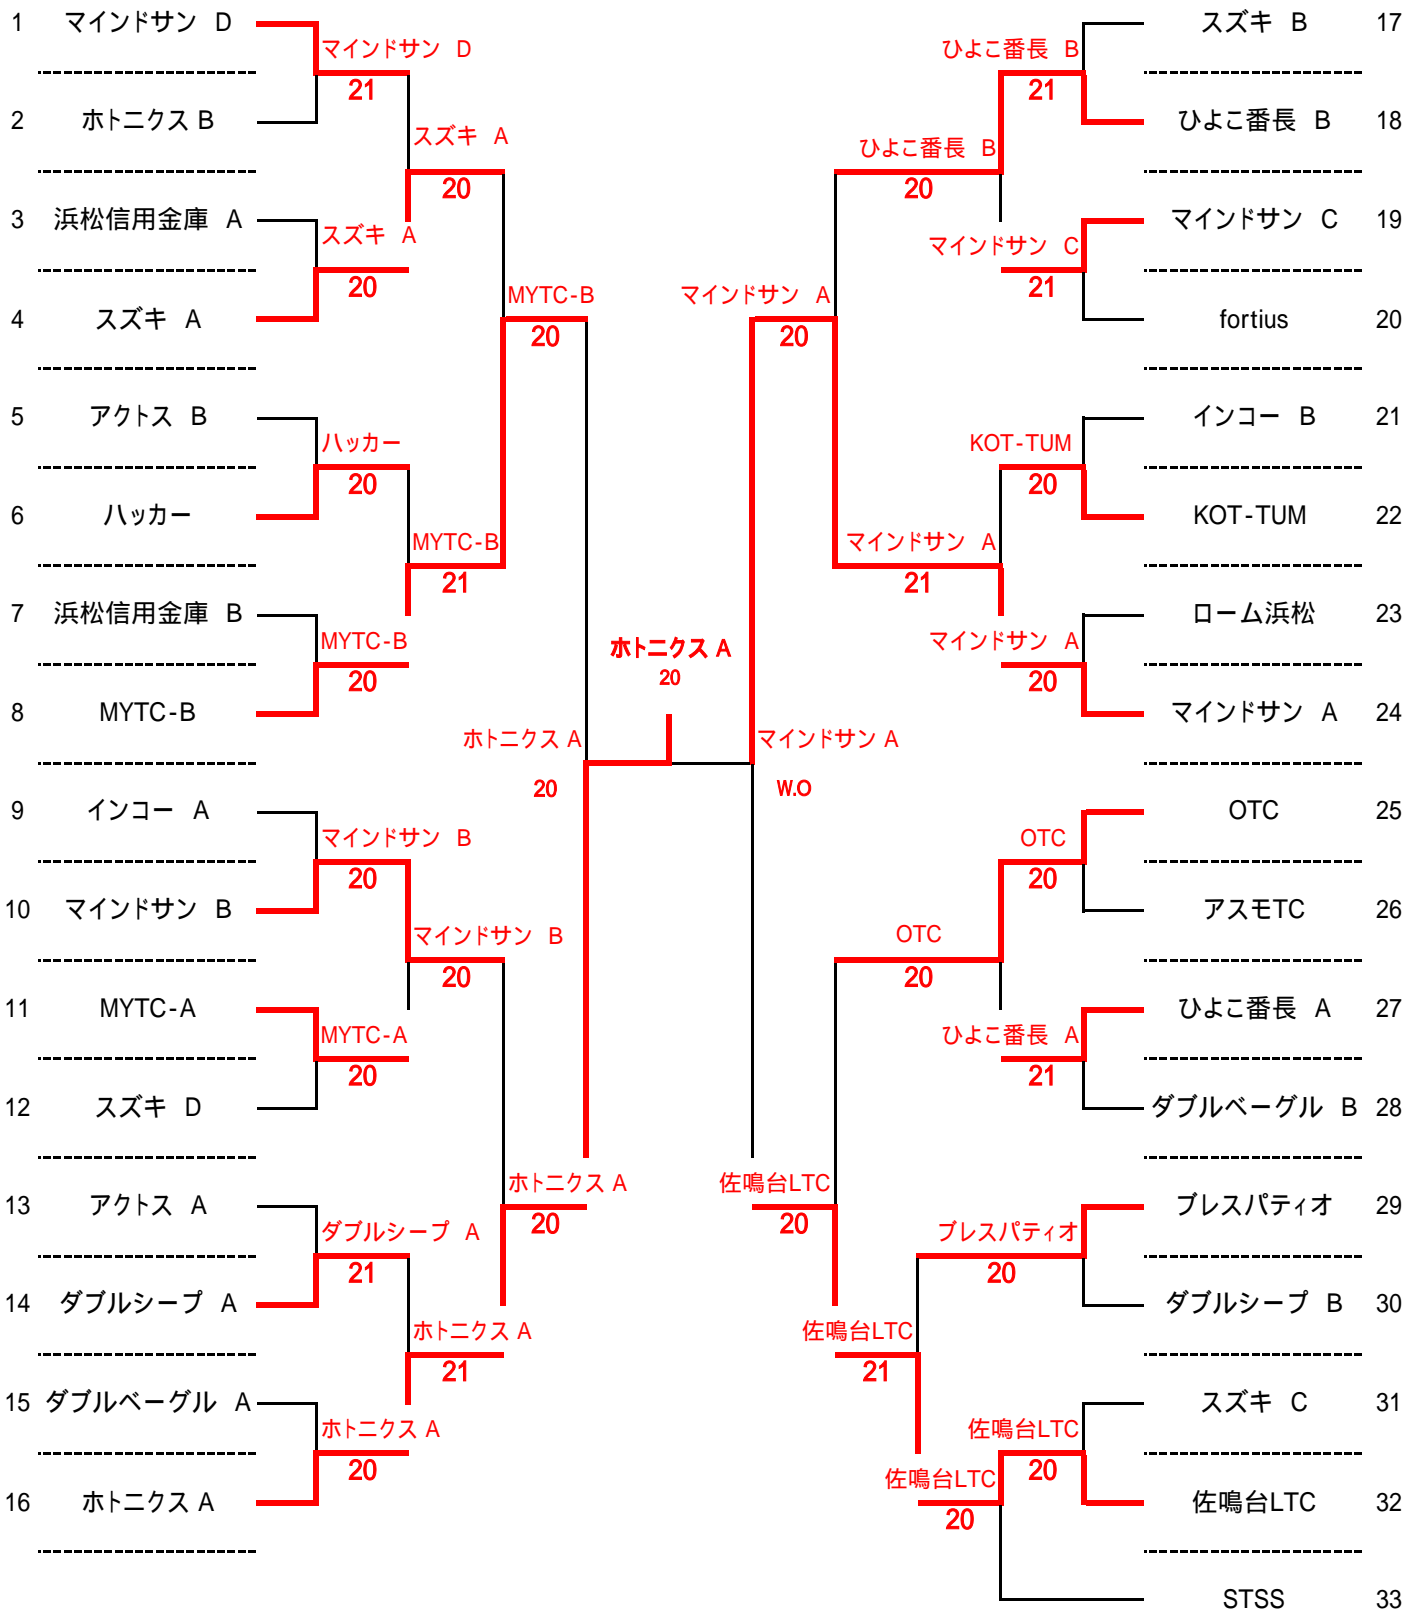 1 マインドサン D
マインドサン D
21
2 ホトニクス B
スズキ A
20
3 浜松信用金庫 A
スズキ A
20
4 スズキ A
MYTC-B
20
5 アクトス B
ハッカー
20
6 ハッカー
MYTC-B
21
7 浜松信用金庫 B
MYTC-B
20
8 MYTC-B
ホトニクス A
20
9 インコー A
マインドサン B
20
10 マインドサン B
マインドサン B
20
11 MYTC-A
MYTC-A
20
12 スズキ D
ホトニクス A
20
13 アクトス A
ダブルシープ A
21
14 ダブルシープ A
ホトニクス A
21
15 ダブルベーグル A
ホトニクス A
20
16 ホトニクス A
ホトニクス A
20
スズキ B 17
ひよこ番長 B
21
ひよこ番長 B 18
ひよこ番長 B
20
マインドサン C 19
マインドサン C
21
fortius 20
マインドサン A
20
インコー B 21
KOT-TUM
20
KOT-TUM 22
マインドサン A
21
ローム浜松 23
マインドサン A
20
マインドサン A 24
マインドサン A
W.O
OTC 25
OTC
20
アスモTC 26
OTC
20
ひよこ番長 A 27
ひよこ番長 A
21
ダブルベーグル B 28
佐鳴台LTC
20
ブレスパティオ 29
ブレスパティオ
20
ダブルシープ B 30
佐鳴台LTC
21
スズキ C 31
佐鳴台LTC
20
佐鳴台LTC 32
佐鳴台LTC
20
STSS 33